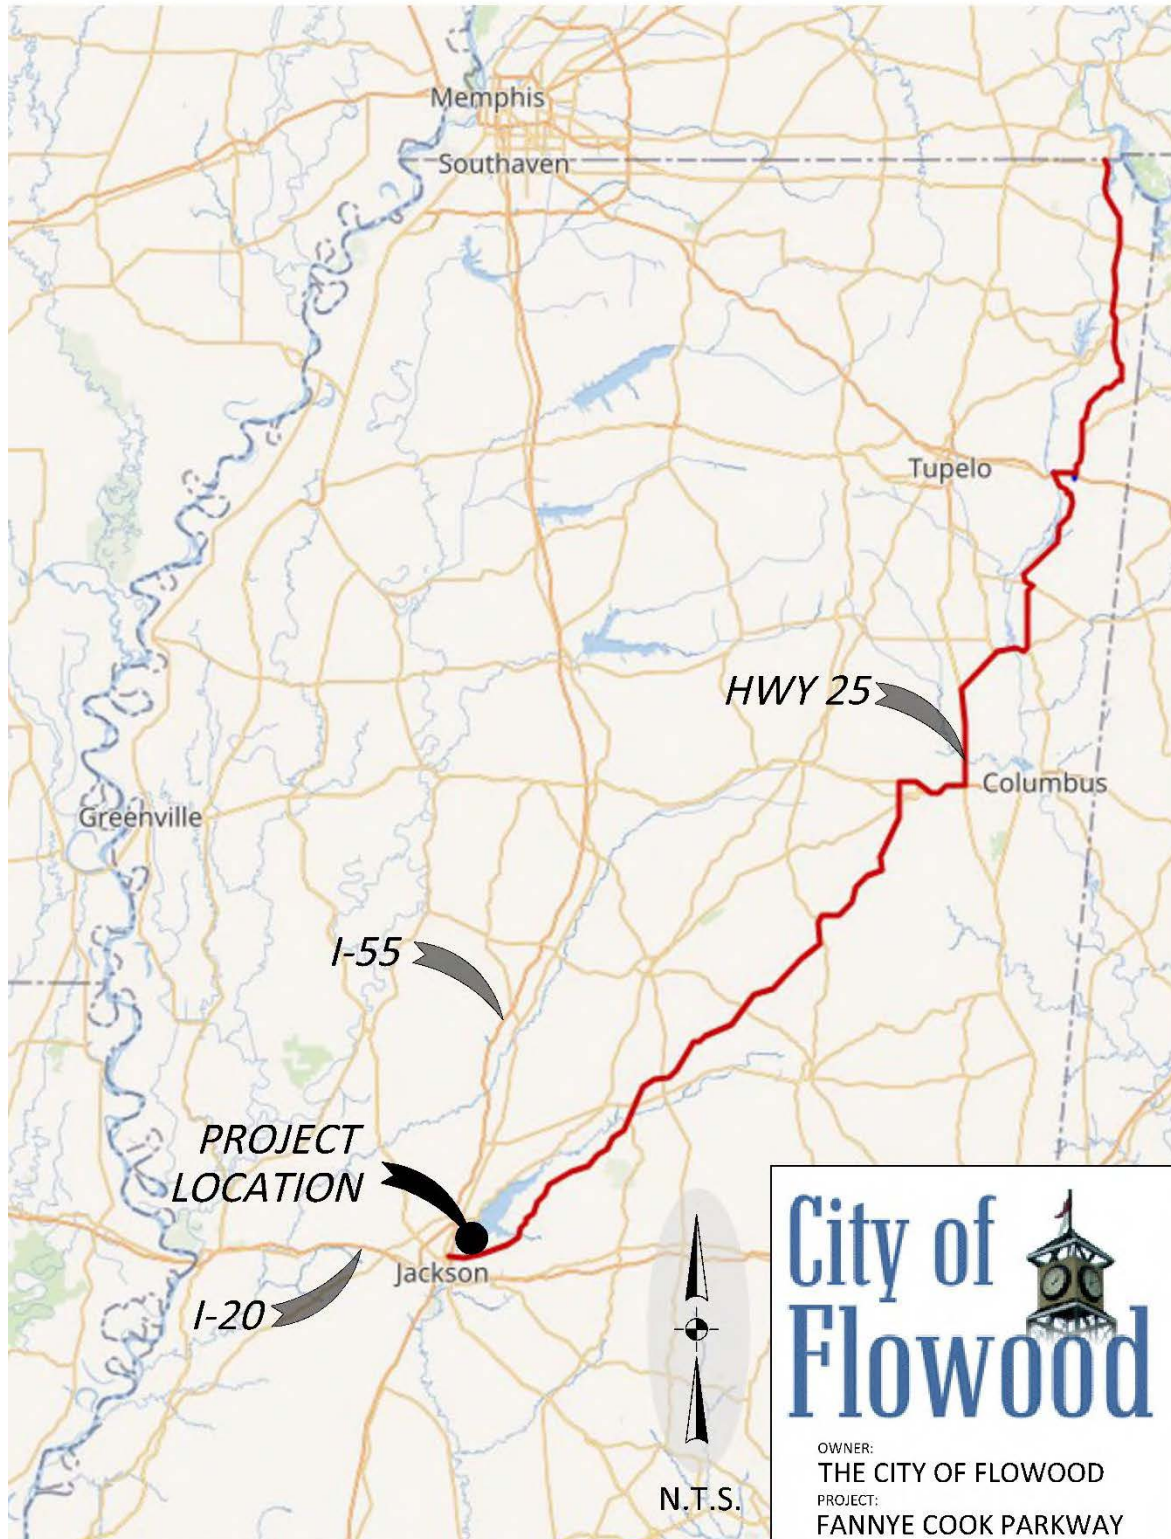 Memphis
Southaven
Tupelo
HWY 25
Columbus
Greenville
I-55
PROJECT
LOCATION
Jackson
I-20
N.T.S.
City of
Flowood
OWNER:
THE CITY OF FLOWOOD
PROJECT:
FANNYE COOK PARKWAY